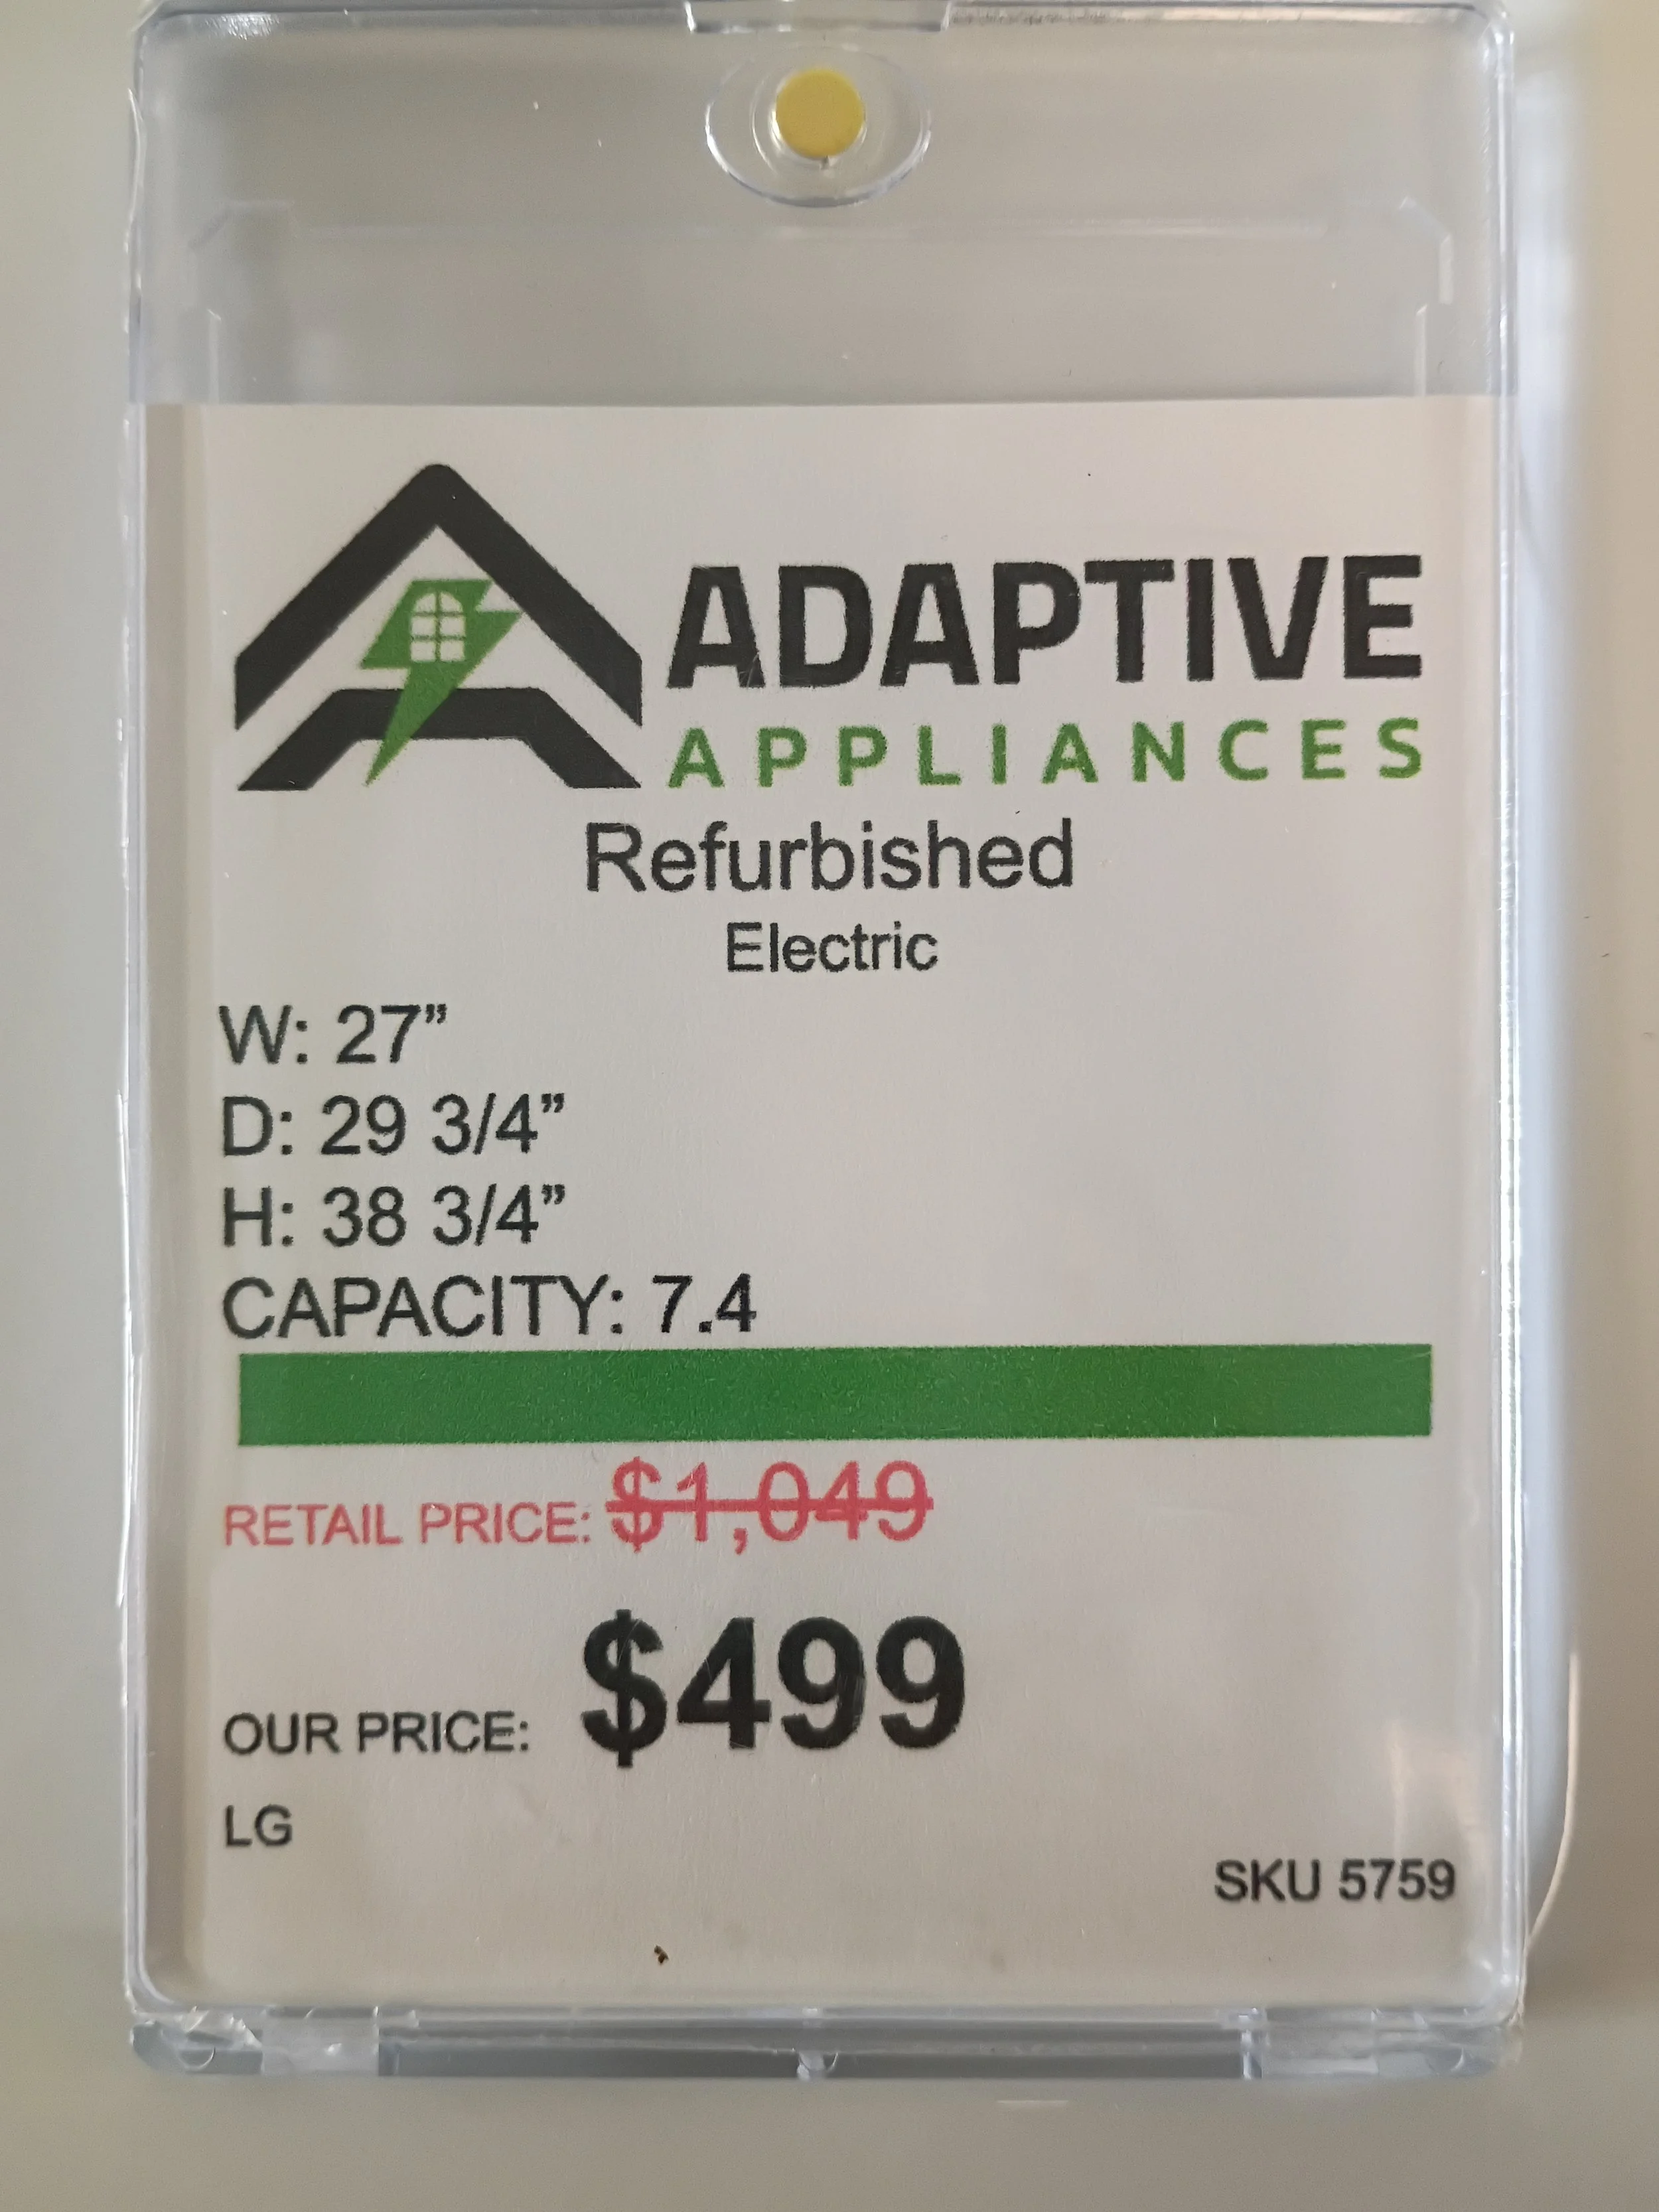 ADAPTIVE
APPLIANCES
Refurbished
Electric
W: 27”
D: 29 3/4”
H: 38 3/4”
CAPACITY: 7.4
RETAIL PRICE: $1,049
OUR PRICE: $499
LG
SKU 5759